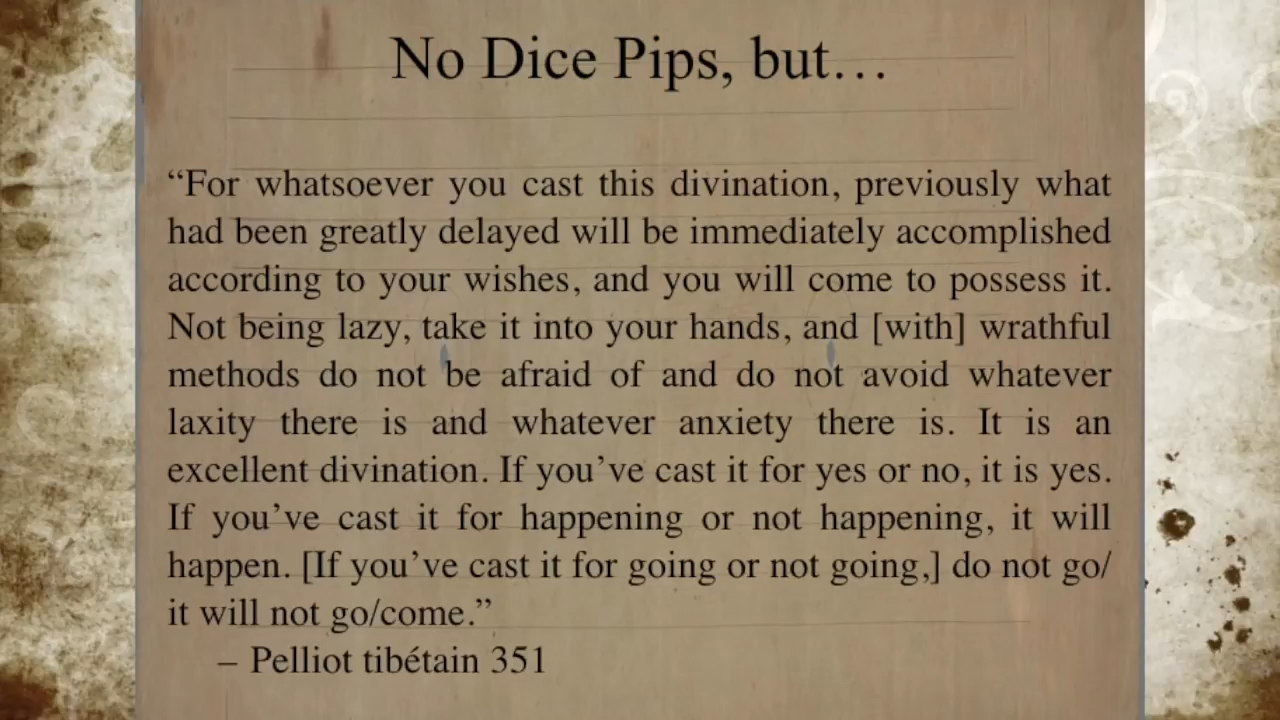 No Dice Pips, but…
“For whatsoever you cast this divination, previously what
had been greatly delayed will be immediately accomplished
according to your wishes, and you will come to possess it.
Not being lazy, take it into your hands, and [with] wrathful
methods do not be afraid of and do not avoid whatever
laxity there is and whatever anxiety there is. It is an
excellent divination. If you’ve cast it for yes or no, it is yes.
If you’ve cast it for happening or not happening, it will
happen. [If you’ve cast it for going or not going,] do not go/
it will not go/come.”
– Pelliot tibétain 351